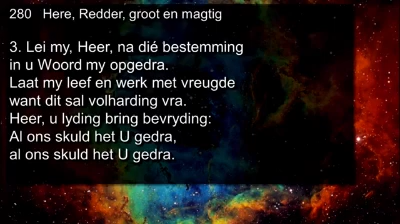 280 Here, Redder, groot en magtig
3. Lei my, Heer, na dié bestemming
in u Woord my opgedra.
Laat my leef en werk met vreugde
want dit sal volharding vra.
Heer, u lyding bring bevryding:
Al ons skuld het U gedra,
al ons skuld het U gedra.